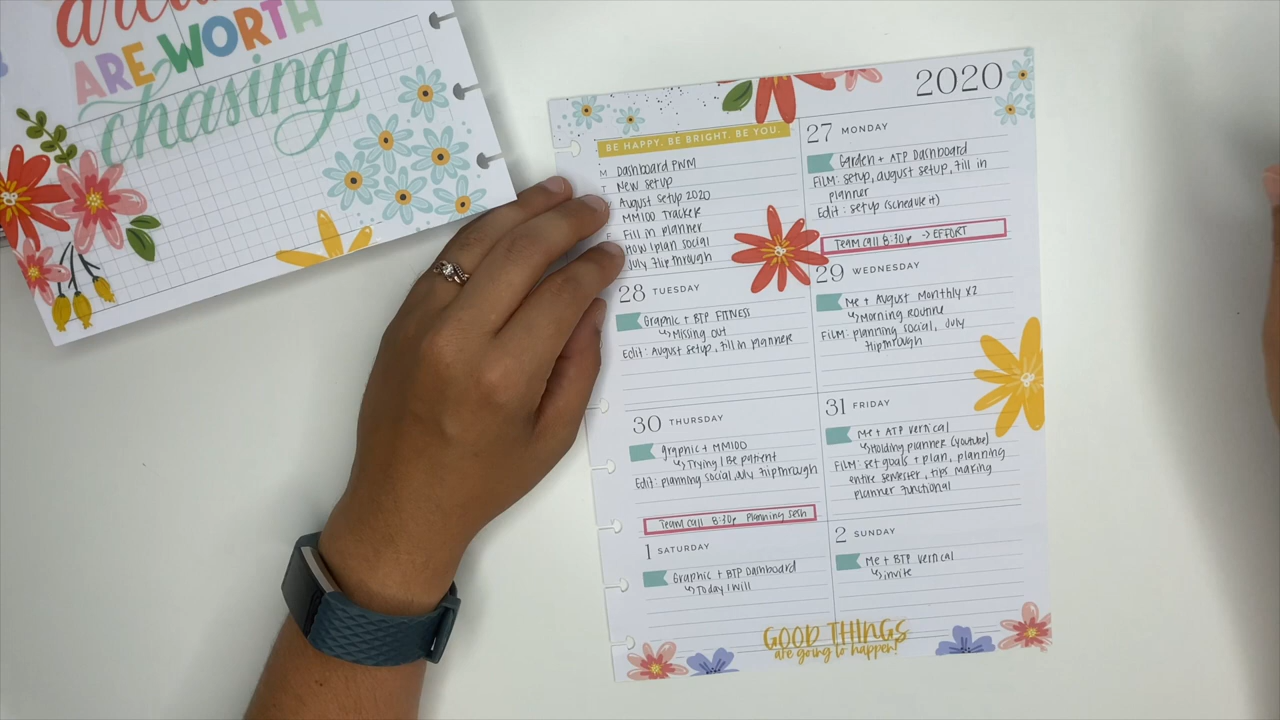 ARE WORTH
chasing
2020
BE HAPPY. BE BRIGHT. BE YOU.
M Dashboard PWM
T New setup
August setup 2020
MM100 Tracker
F Fill in planner
How I plan social
July flipthrough
27 MONDAY
Garden + ATP Dashboard
FILM: setup, august setup, fill in
planner
Edit: setup (schedule it)
Team call 8:30p → EFFORT
28 TUESDAY
Graphic + BTP FITNESS
↳ Missing out
Edit: August setup, fill in planner
29 WEDNESDAY
Me + August Monthly x2
↳ Morning Routine
FILM: planning social, July
flipthrough
30 THURSDAY
graphic + MM100
↳ Trying / Be patient
Edit: planning social, July flipthrough
Team call 8:30p Planning sesh
31 FRIDAY
Me + ATP vertical
↳ Holding planner (youtube)
FILM: set goals + plan, planning
entire semester, tips making
planner functional
1 SATURDAY
Graphic + BTP Dashboard
↳ Today I will
2 SUNDAY
Me + BTP vertical
↳ invite
GOOD THINGS
are going to happen!